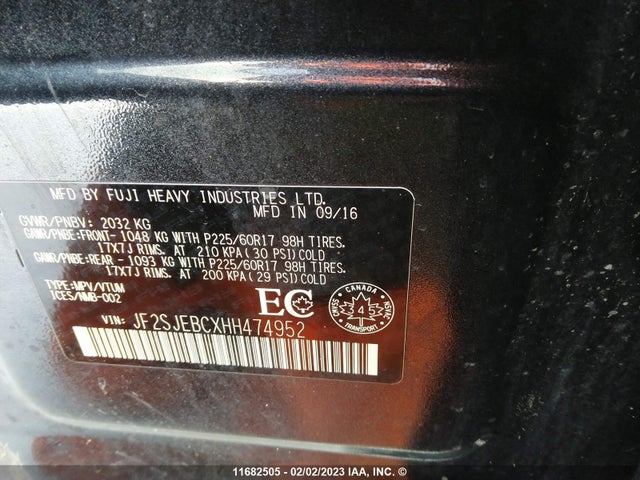 MFD BY FUJI HEAVY INDUSTRIES LTD.
MFD IN 09/16
GVWR/PNBV: 2032 KG
GAWR/PNBE:FRONT- 1048 KG WITH P225/60R17 98H TIRES.
17X7J RIMS. AT 210 KPA ( 30 PSI) COLD
GAWR/PNBE:REAR - 1093 KG WITH P225/60R17 98H TIRES.
17X7J RIMS. AT 200 KPA ( 29 PSI) COLD
TYPE:MPV/VTUM
ICES/NMB-002
EC
CANADA
CMVSS
345
NSVAC
VIN: JF2SJEBCXHH474952
11682505 - 02/02/2023 IAA, INC. ©